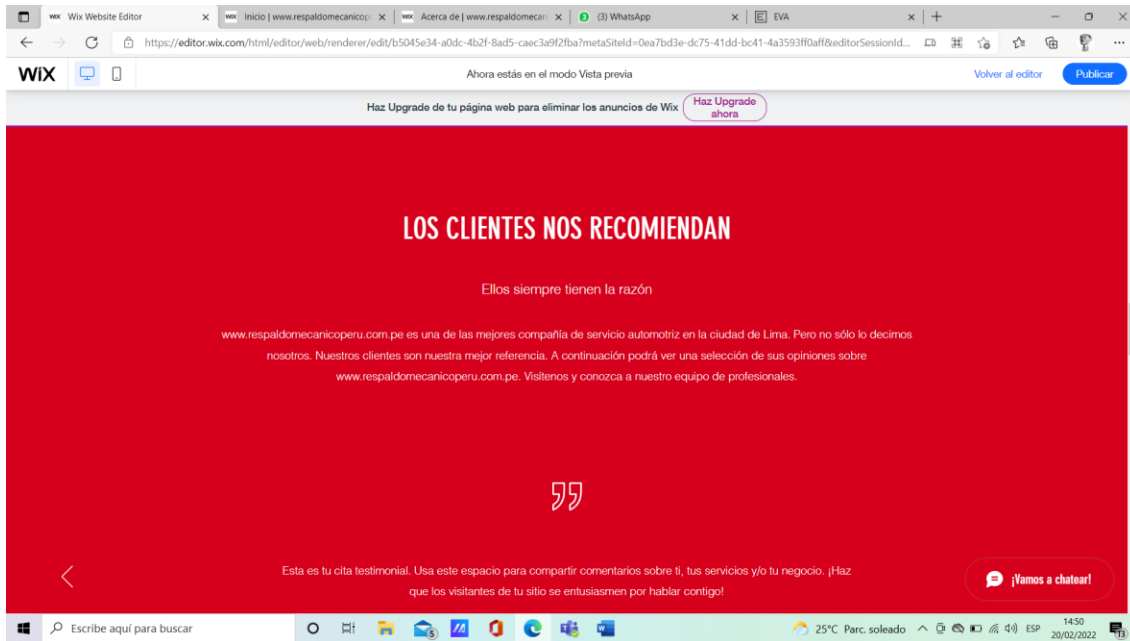 Wix Website Editor
Inicio | www.respaldomecanicop
Acerca de | www.respaldomecani
(3) WhatsApp
EVA
https://editor.wix.com/html/editor/web/renderer/edit/b5045e34-a0dc-4b2f-8ad5-caec3a9f2fba?metaSiteId=0ea7bd3e-dc75-41dd-bc41-4a3593ff0aff&editorSessionId...
WiX
Ahora estás en el modo Vista previa
Volver al editor
Publicar
Haz Upgrade de tu página web para eliminar los anuncios de Wix
Haz Upgrade
ahora
LOS CLIENTES NOS RECOMIENDAN
Ellos siempre tienen la razón
www.respaldomecanicoperu.com.pe es una de las mejores compañía de servicio automotriz en la ciudad de Lima. Pero no sólo lo decimos
nosotros. Nuestros clientes son nuestra mejor referencia. A continuación podrá ver una selección de sus opiniones sobre
www.respaldomecanicoperu.com.pe. Visítenos y conozca a nuestro equipo de profesionales.
Esta es tu cita testimonial. Usa este espacio para compartir comentarios sobre ti, tus servicios y/o tu negocio. ¡Haz
que los visitantes de tu sitio se entusiasmen por hablar contigo!
¡Vamos a chatear!
Escribe aquí para buscar
25°C Parc. soleado
ESP
14:50
20/02/2022